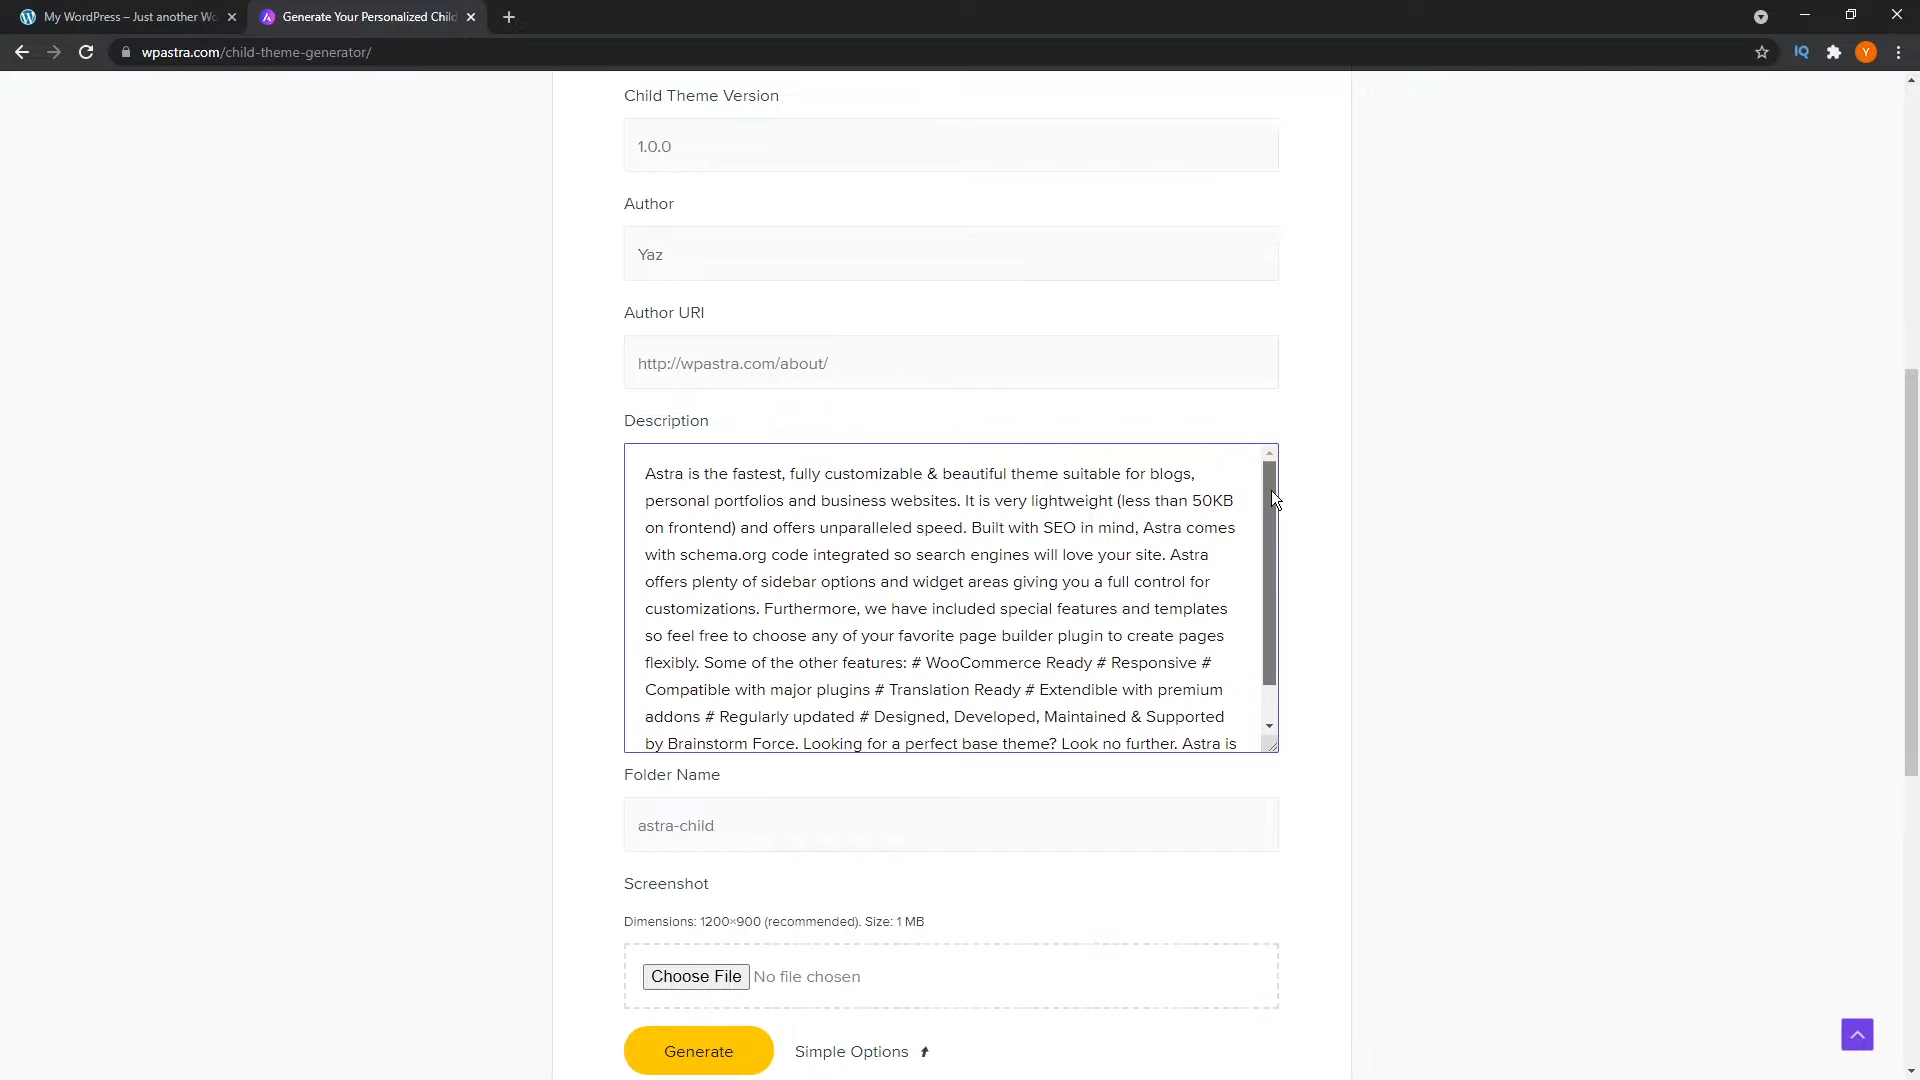 My WordPress – Just another Wo
Generate Your Personalized Child
wpastra.com/child-theme-generator/
IQ
Y
Child Theme Version
1.0.0
Author
Yaz
Author URI
http://wpastra.com/about/
Description
Astra is the fastest, fully customizable & beautiful theme suitable for blogs,
personal portfolios and business websites. It is very lightweight (less than 50KB
on frontend) and offers unparalleled speed. Built with SEO in mind, Astra comes
with schema.org code integrated so search engines will love your site. Astra
offers plenty of sidebar options and widget areas giving you a full control for
customizations. Furthermore, we have included special features and templates
so feel free to choose any of your favorite page builder plugin to create pages
flexibly. Some of the other features: # WooCommerce Ready # Responsive #
Compatible with major plugins # Translation Ready # Extendible with premium
addons # Regularly updated # Designed, Developed, Maintained & Supported
by Brainstorm Force. Looking for a perfect base theme? Look no further. Astra is
Folder Name
astra-child
Screenshot
Dimensions: 1200×900 (recommended). Size: 1 MB
Choose File No file chosen
Generate Simple Options